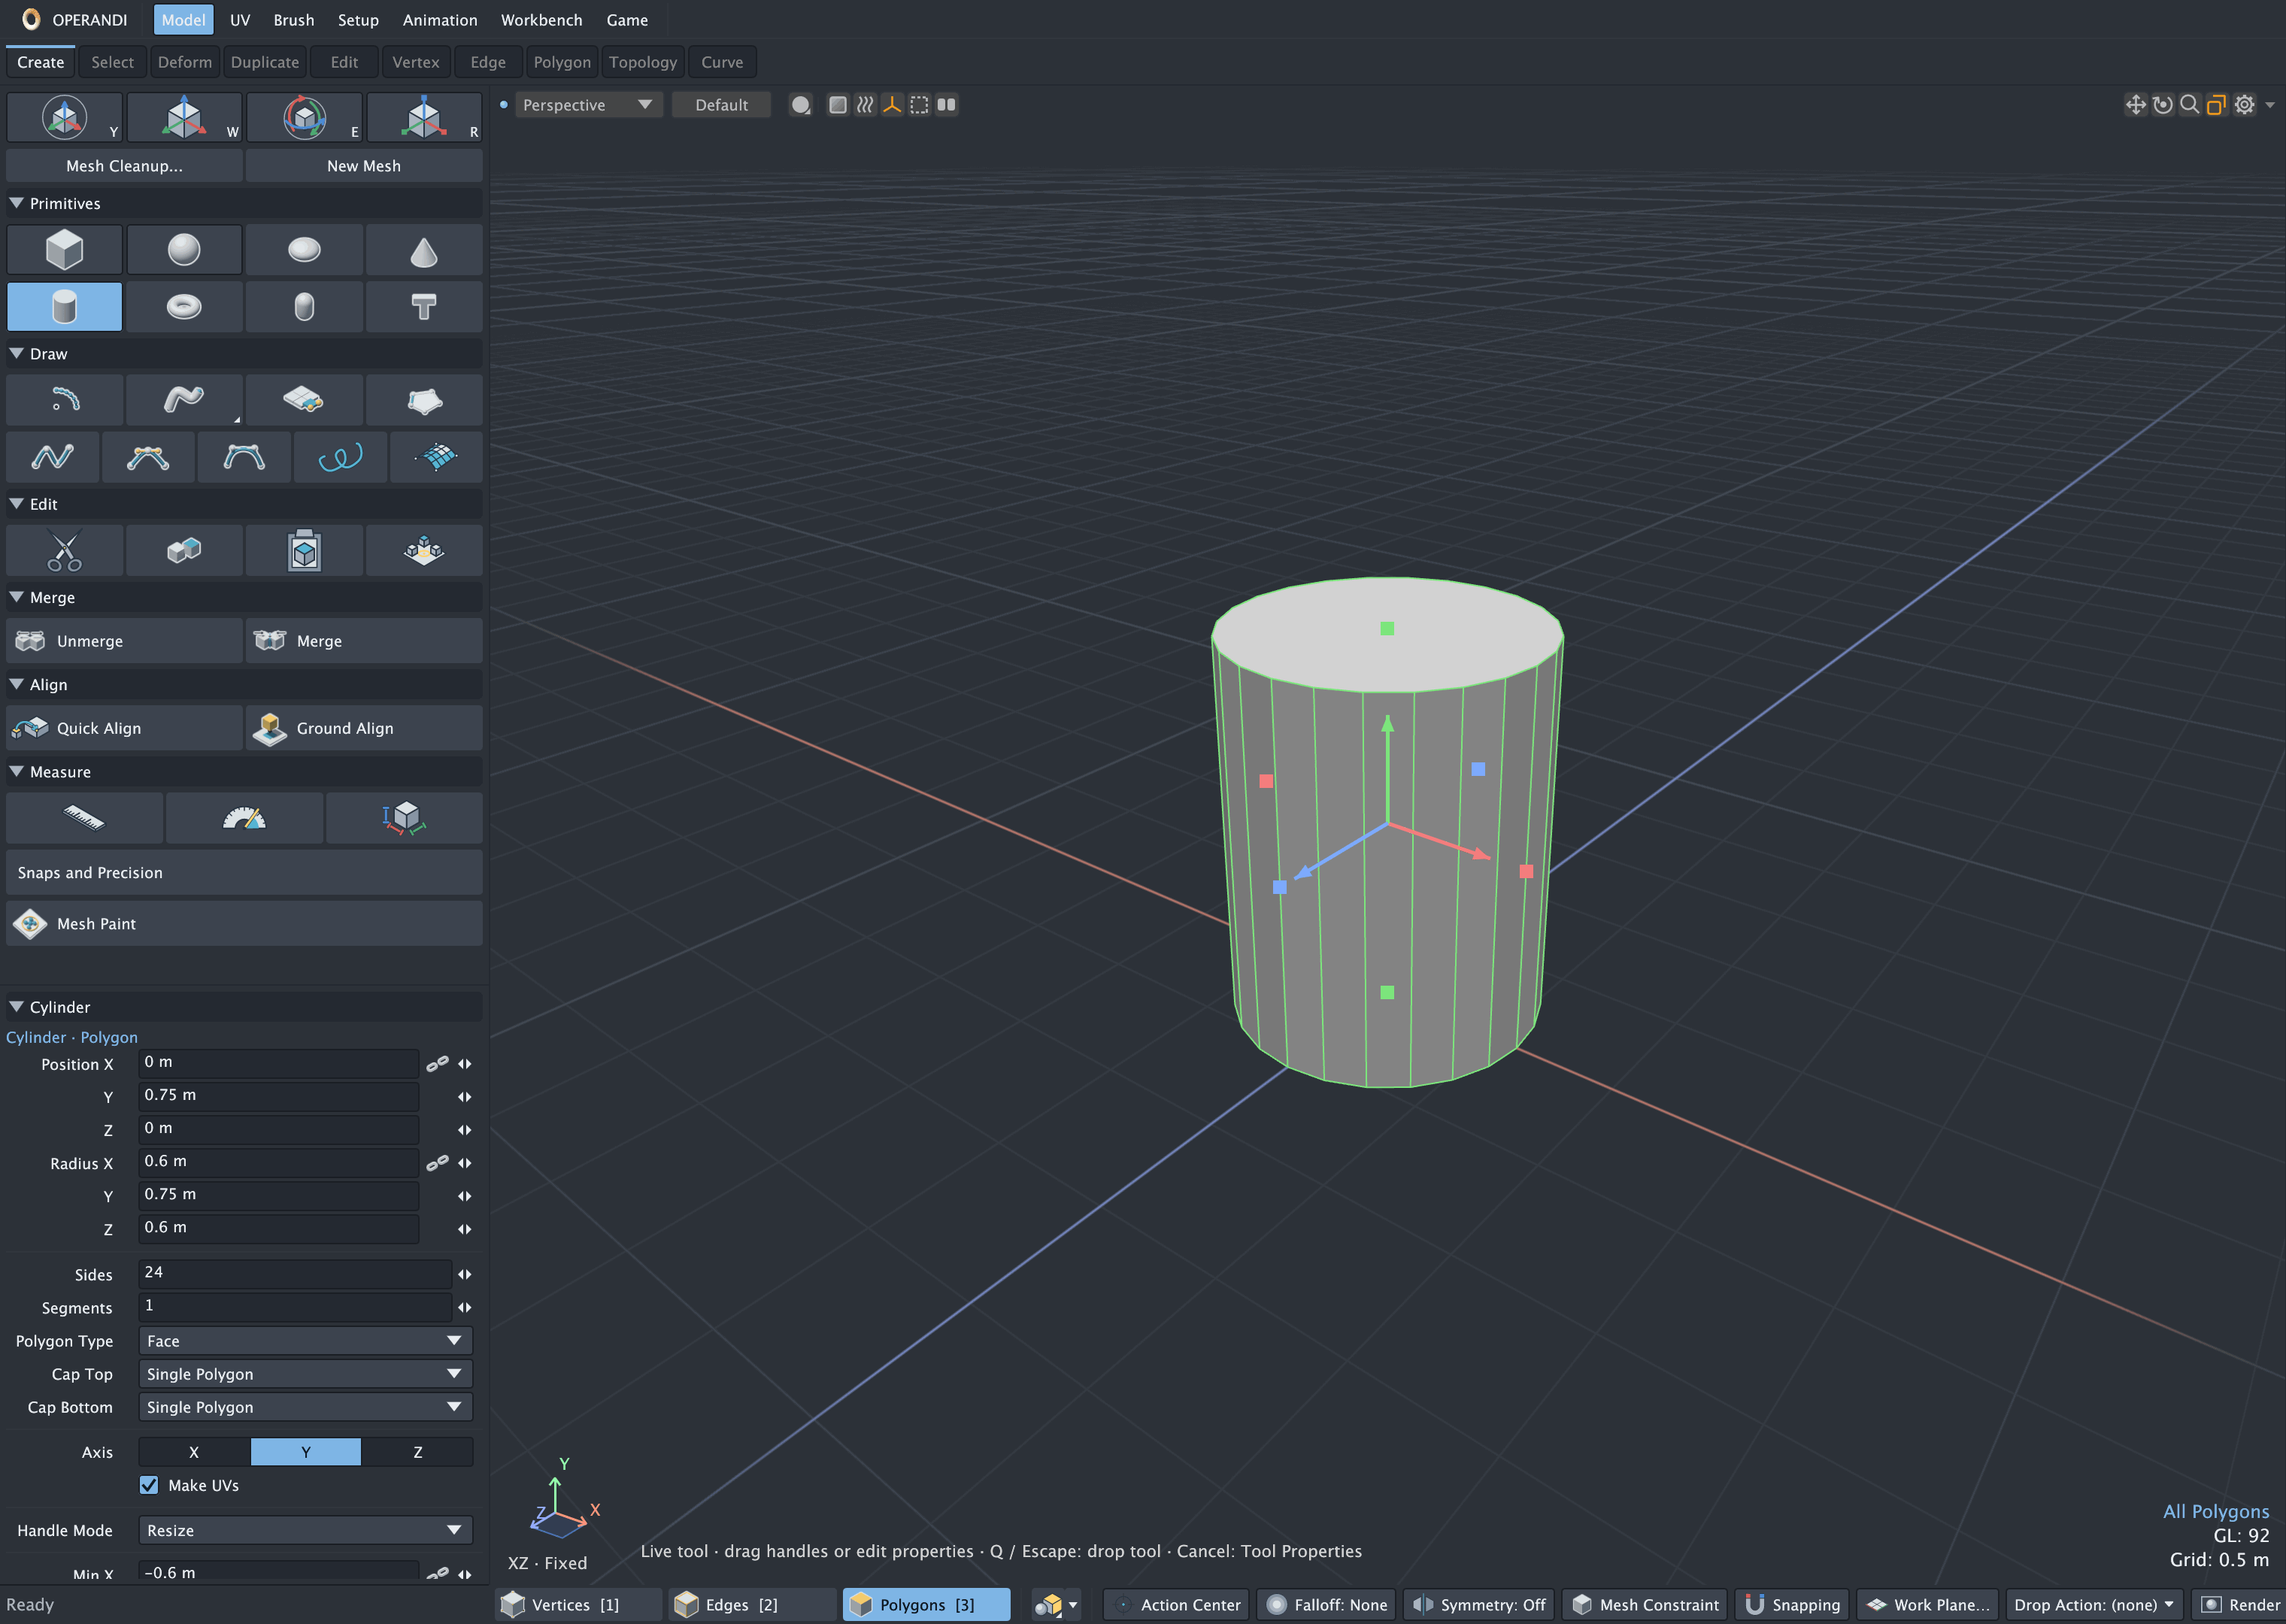 OPERANDI Model UV Brush Setup Animation Workbench Game
Create Select Deform Duplicate Edit Vertex Edge Polygon Topology Curve
Y W E R
Perspective Default
Mesh Cleanup... New Mesh
Primitives
Draw
Edit
Merge
Unmerge Merge
Align
Quick Align Ground Align
Measure
Snaps and Precision
Mesh Paint
Cylinder
Cylinder · Polygon
Position X 0 m
Y 0.75 m
Z 0 m
Radius X 0.6 m
Y 0.75 m
Z 0.6 m
Sides 24
Segments 1
Polygon Type Face
Cap Top Single Polygon
Cap Bottom Single Polygon
Axis X Y Z
Make UVs
Handle Mode Resize
Min X -0.6 m
Y
Z X
XZ · Fixed
Live tool · drag handles or edit properties · Q / Escape: drop tool · Cancel: Tool Properties
All Polygons
GL: 92
Grid: 0.5 m
Ready Vertices [1] Edges [2] Polygons [3] Action Center Falloff: None Symmetry: Off Mesh Constraint Snapping Work Plane... Drop Action: (none) Render